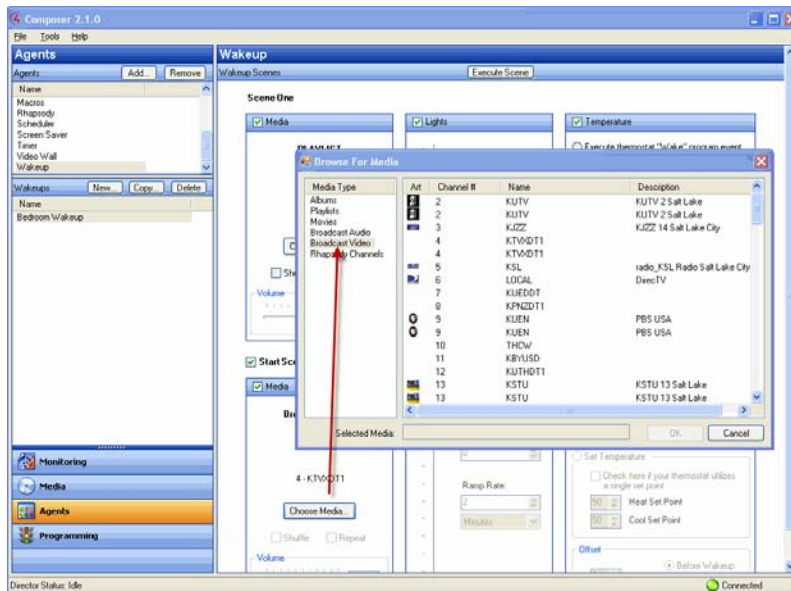 Composer 2.1.0
File Tools Help
Agents
Agents Add... Remove
Name
Macros
Rhapsody
Scheduler
Screen Saver
Timer
Video Wall
Wakeup
Wakeups New... Copy... Delete
Name
Bedroom Wakeup
Monitoring
Media
Agents
Programming
Director Status: Idle
Connected
Wakeup
Wakeup Scenes Execute Scene
Scene One
Media
Lights
Temperature
PLAYLIST
Execute thermostat "Wake" program event
Browse For Media
Media Type
Albums
Playlists
Movies
Broadcast Audio
Broadcast Video
Rhapsody Channels
Art Channel # Name Description
2 KUTV KUTV 2 Salt Lake
2 KUTV KUTV 2 Salt Lake
3 KJZZ KJZZ 14 Salt Lake City
4 KTVXDT1
4 KTVXDT1
5 KSL radio_KSL Radio Salt Lake City
6 LOCAL DirecTV
7 KUEDDT
8 KPNZDT1
9 KUEN PBS USA
9 KUEN PBS USA
10 THCW
11 KBYUSD
12 KUTHDT1
13 KSTU KSTU 13 Salt Lake
13 KSTU KSTU 13 Salt Lake
Selected Media: OK Cancel
Volume
Start Sce
Media
4 - KTVXDT1
Choose Media...
Shuffle Repeat
Volume
0
Ramp Rate:
2
Minutes
Set Temperature
Check here if your thermostat utilizes
a single set point
50 Heat Set Point
50 Cool Set Point
Offset
Before Wakeup